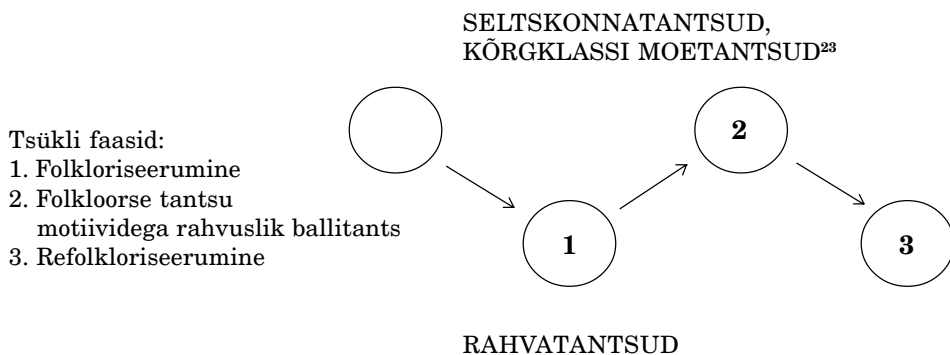 SELTSKONNATANTSUD,
KÕRGKLASSI MOETANTSUD²³
Tsükli faasid:
1. Folkloriseerumine
2. Folkloorse tantsu
motiividega rahvuslik ballitants
3. Refolkloriseerumine
2
1
3
RAHVATANTSUD